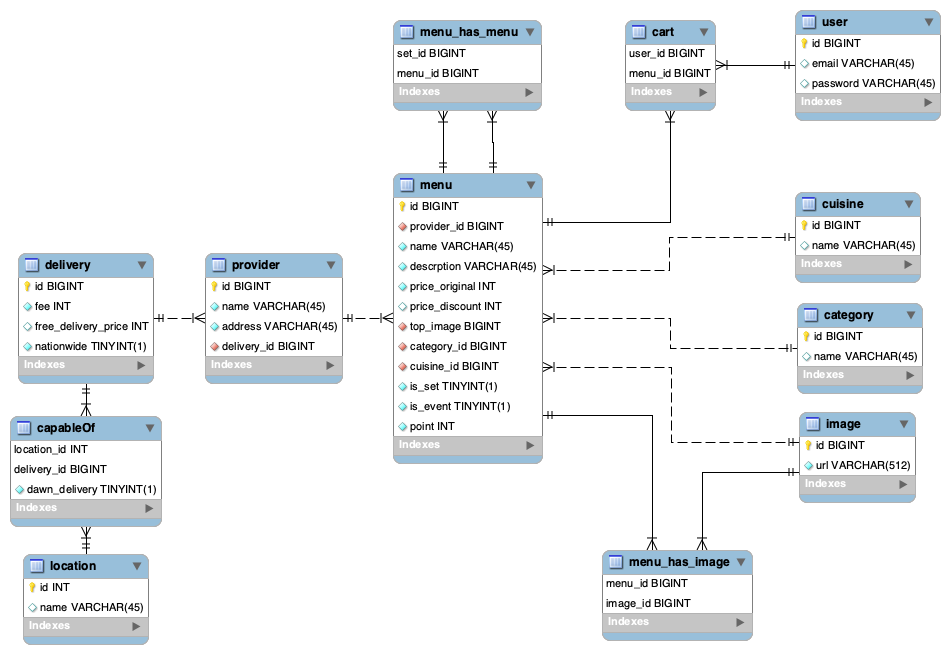 menu_has_menu
set_id BIGINT
menu_id BIGINT
Indexes
cart
user_id BIGINT
menu_id BIGINT
Indexes
user
id BIGINT
email VARCHAR(45)
password VARCHAR(45)
Indexes
menu
id BIGINT
provider_id BIGINT
name VARCHAR(45)
descrption VARCHAR(45)
price_original INT
price_discount INT
top_image BIGINT
category_id BIGINT
cuisine_id BIGINT
is_set TINYINT(1)
is_event TINYINT(1)
point INT
Indexes
cuisine
id BIGINT
name VARCHAR(45)
Indexes
delivery
id BIGINT
fee INT
free_delivery_price INT
nationwide TINYINT(1)
Indexes
provider
id BIGINT
name VARCHAR(45)
address VARCHAR(45)
delivery_id BIGINT
Indexes
category
id BIGINT
name VARCHAR(45)
Indexes
capableOf
location_id INT
delivery_id BIGINT
dawn_delivery TINYINT(1)
Indexes
image
id BIGINT
url VARCHAR(512)
Indexes
location
id INT
name VARCHAR(45)
Indexes
menu_has_image
menu_id BIGINT
image_id BIGINT
Indexes